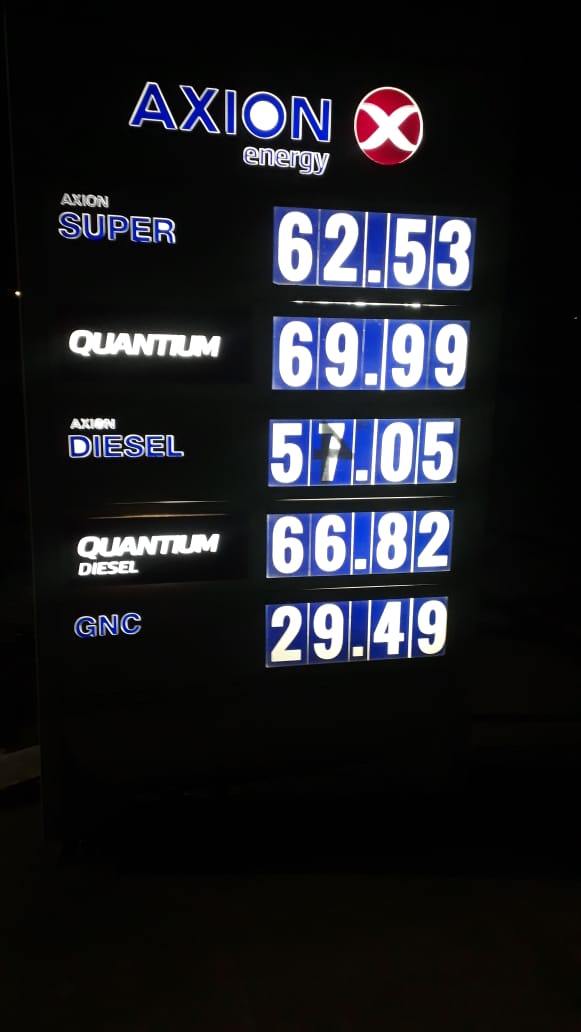 AXION
energy
AXION
SUPER
62.53
QUANTIUM
69.99
AXION
DIESEL
57.05
QUANTIUM
DIESEL
66.82
GNC
29.49